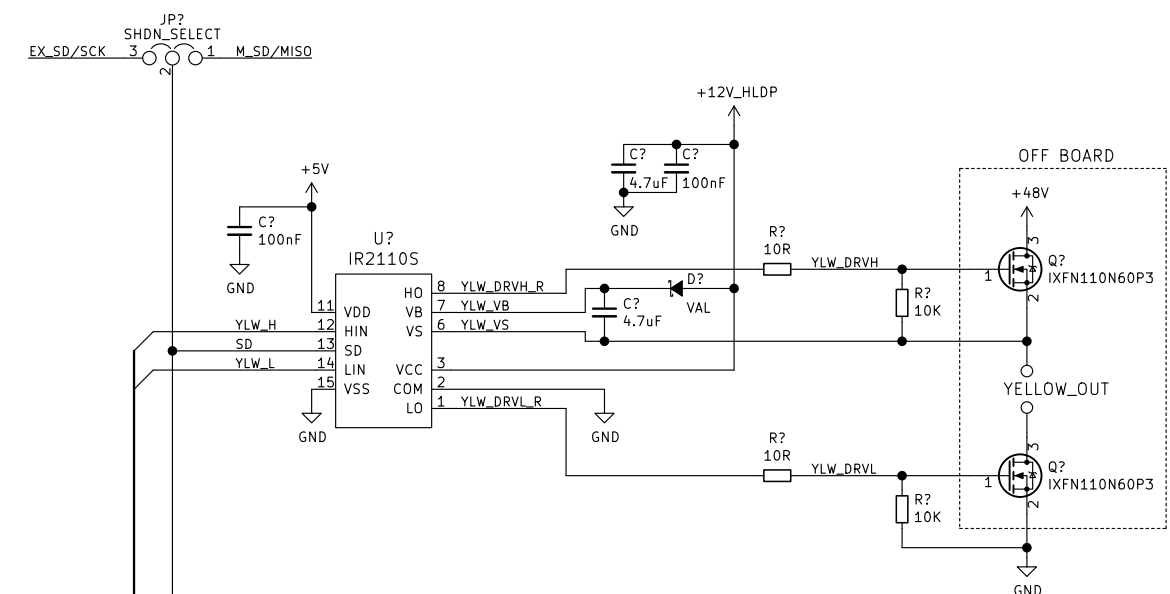 JP?
SHDN_SELECT
EX_SD/SCK 3 1 M_SD/MISO
2
+12V_HLDP
C? C?
4.7uF 100nF
GND
OFF BOARD
+48V
+5V
C?
100nF
GND
U?
IR2110S
R?
10R
YLW_DRVH
3
Q?
IXFN110N60P3
1
2
HO 8 YLW_DRVH_R
D?
VAL
R?
10K
11 VDD
VB 7 YLW_VB
C?
4.7uF
YLW_H 12 HIN
VS 6 YLW_VS
SD 13 SD
YLW_L 14 LIN
VCC 3
15 VSS
COM 2
YELLOW_OUT
LO 1 YLW_DRVL_R
GND
GND
R?
10R
YLW_DRVL
3
Q?
IXFN110N60P3
1
2
R?
10K
GND